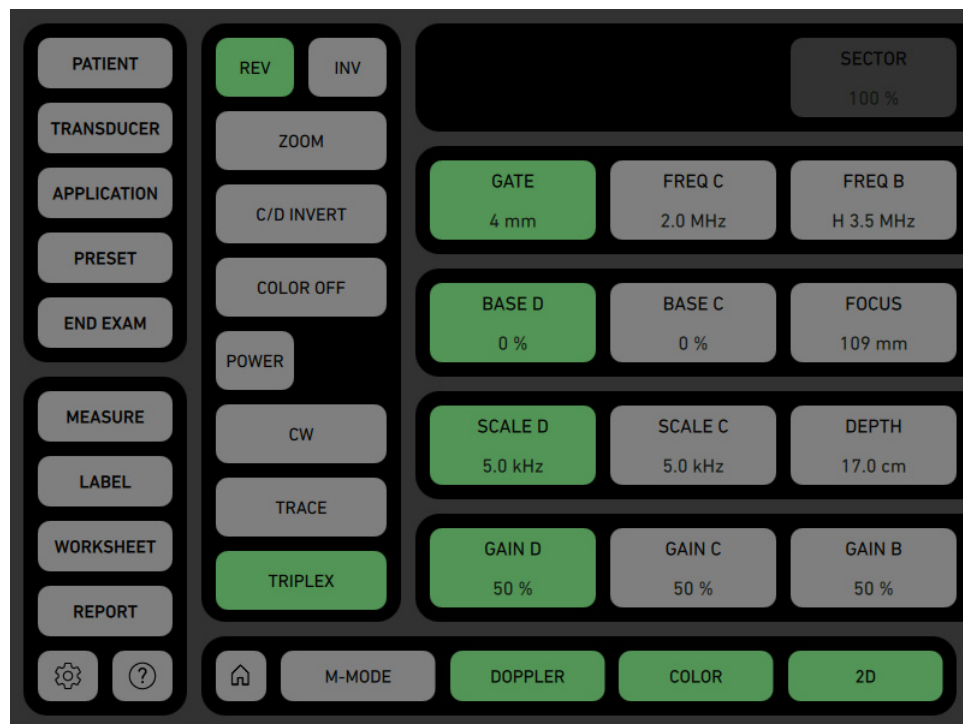 PATIENT
TRANSDUCER
APPLICATION
PRESET
END EXAM
MEASURE
LABEL
WORKSHEET
REPORT
?
REV INV
ZOOM
C/D INVERT
COLOR OFF
POWER
CW
TRACE
TRIPLEX
SECTOR
100 %
GATE FREQ C FREQ B
4 mm 2.0 MHz H 3.5 MHz
BASE D BASE C FOCUS
0 % 0 % 109 mm
SCALE D SCALE C DEPTH
5.0 kHz 5.0 kHz 17.0 cm
GAIN D GAIN C GAIN B
50 % 50 % 50 %
M-MODE DOPPLER COLOR 2D